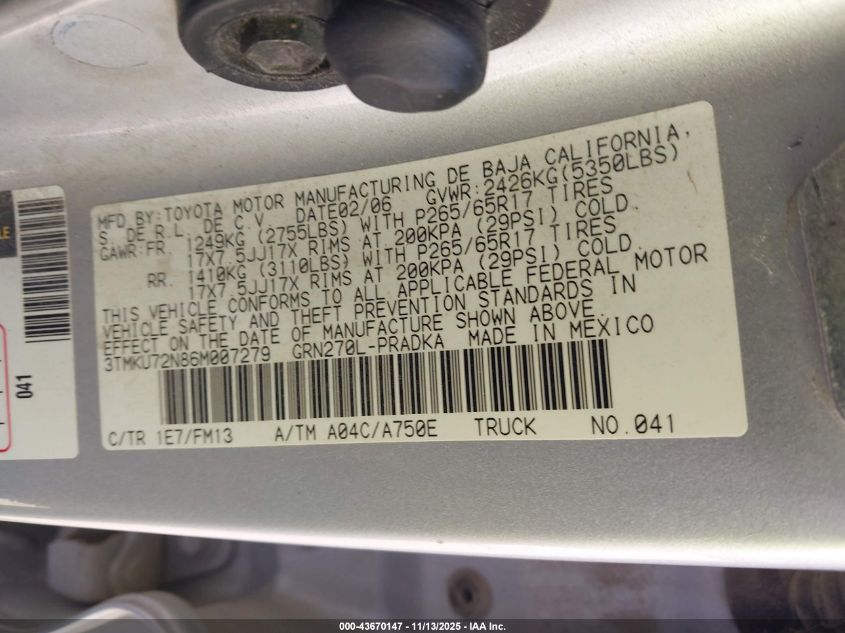 MFD BY:TOYOTA MOTOR MANUFACTURING DE BAJA CALIFORNIA,
S. DE R.L. DE C.V. DATE02/06 GVWR:2426KG(5350LBS)
GAWR:FR. 1249KG (2755LBS) WITH P265/65R17 TIRES
17X7.5JJ17X RIMS AT 200KPA (29PSI) COLD.
RR. 1410KG (3110LBS) WITH P265/65R17 TIRES
17X7.5JJ17X RIMS AT 200KPA (29PSI) COLD.
THIS VEHICLE CONFORMS TO ALL APPLICABLE FEDERAL MOTOR
VEHICLE SAFETY AND THEFT PREVENTION STANDARDS IN
EFFECT ON THE DATE OF MANUFACTURE SHOWN ABOVE.
3TMKU72N86M007279 GRN270L-PRADKA MADE IN MEXICO
C/TR 1E7/FM13 A/TM A04C/A750E TRUCK NO.041
041
000-43670147 - 11/13/2025 - IAA Inc.